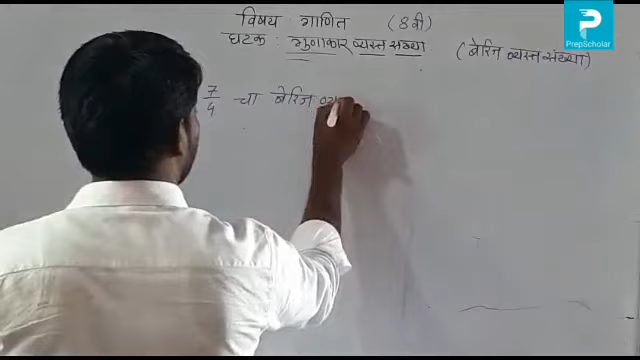 विषय गणित (8वी)
घटक : गुणाकार व्यस्त संख्या (बेरिज व्यस्त संख्या)
7/4 चा बेरिज व्य
PrepScholar